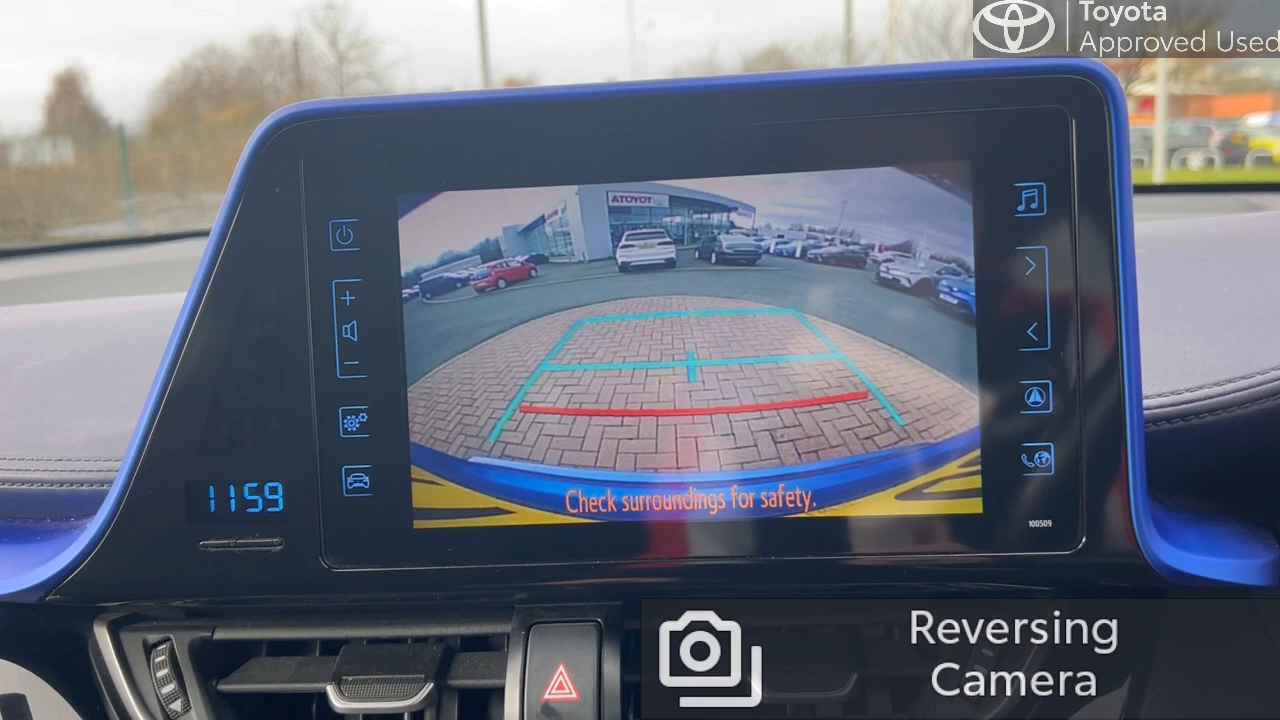 Toyota
Approved Used
ATOYOT
1159
Check surroundings for safety.
100509
Reversing
Camera